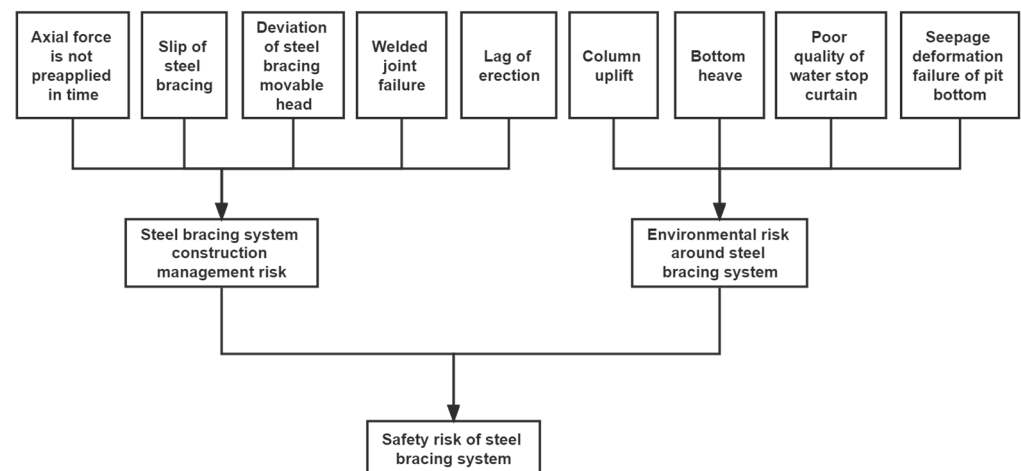 Axial force
is not
preapplied
in time
Slip of
steel
bracing
Deviation
of steel
bracing
movable
head
Welded
joint
failure
Lag of
erection
Column
uplift
Bottom
heave
Poor
quality of
water stop
curtain
Seepage
deformation
failure of pit
bottom
Steel bracing system
construction
management risk
Environmental risk
around steel
bracing system
Safety risk of steel
bracing system